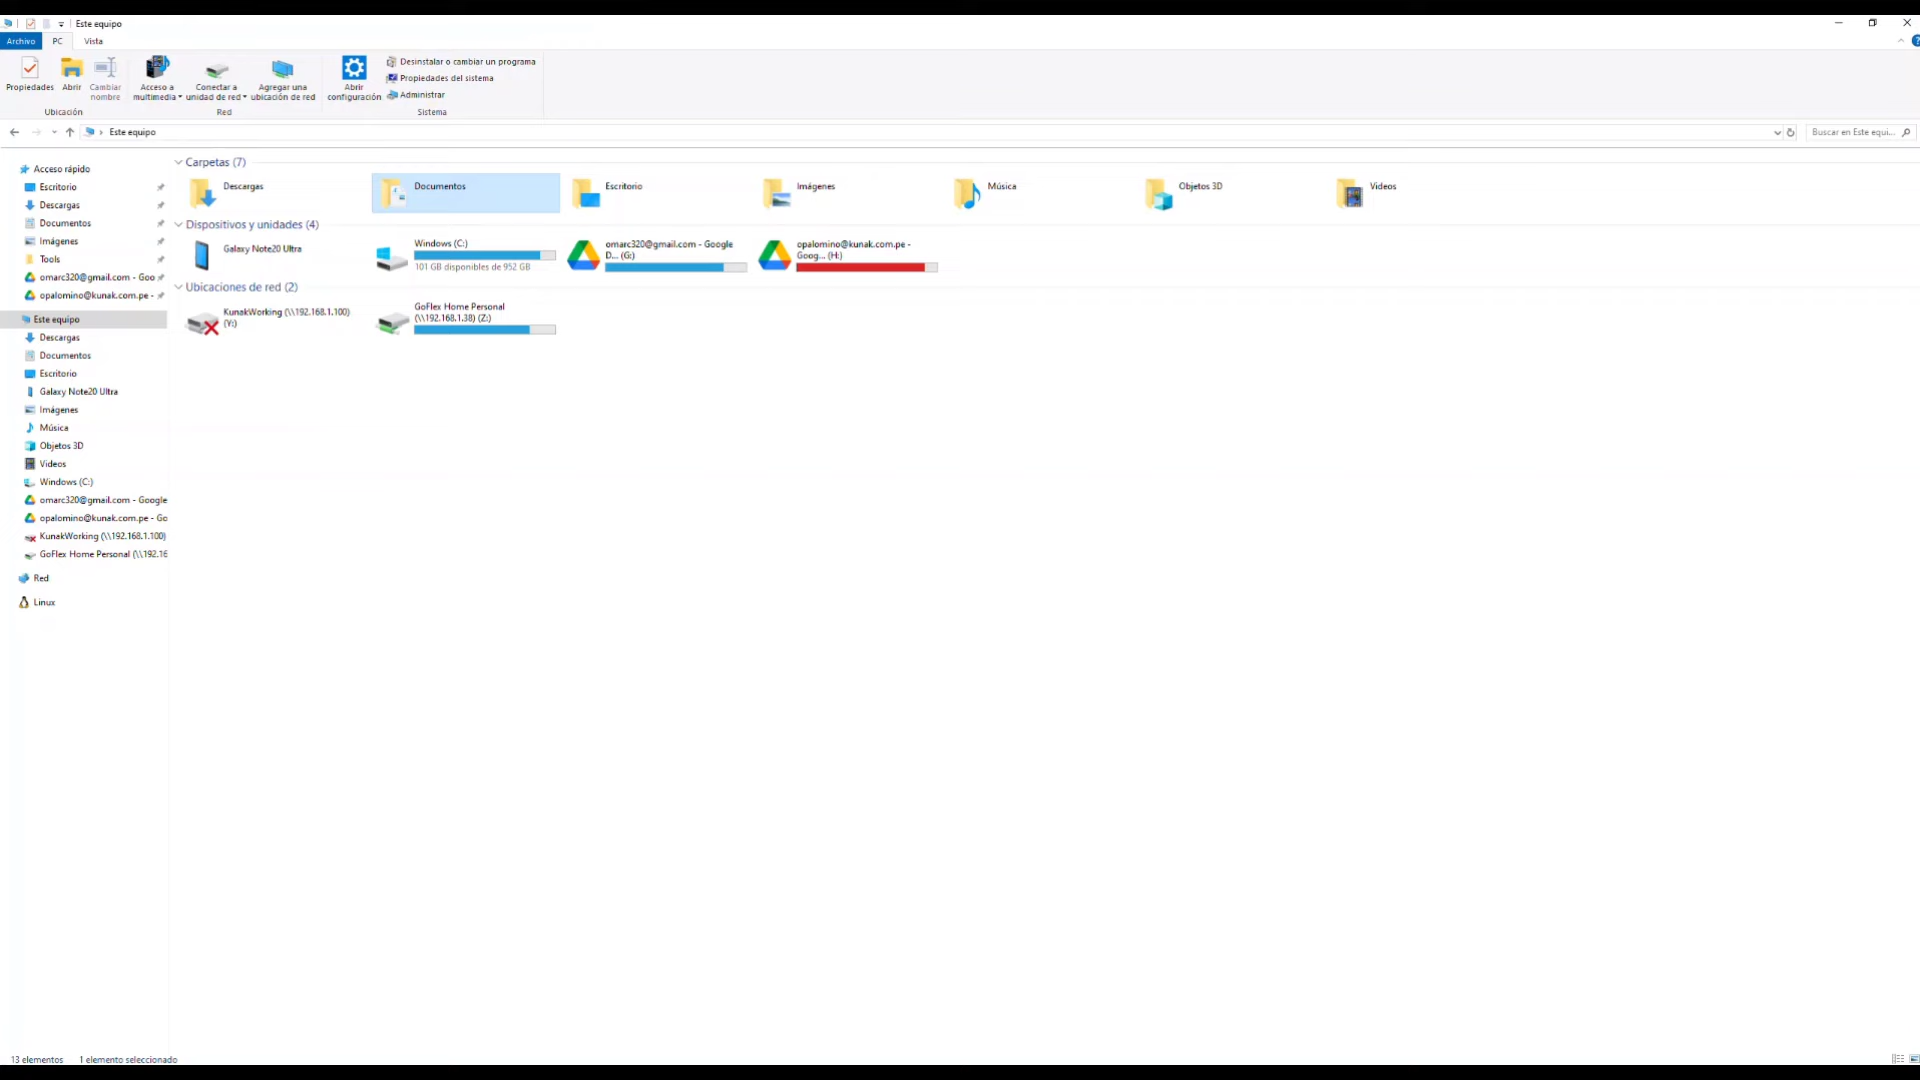 Este equipo
Archivo PC Vista
Propiedades Abrir Cambiar nombre
Ubicación
Acceso a multimedia Conectar a unidad de red Agregar una ubicación de red
Red
Abrir configuración
Desinstalar o cambiar un programa
Propiedades del sistema
Administrar
Sistema
Este equipo
Buscar en Este equi...
Acceso rápido
Escritorio
Descargas
Documentos
Imágenes
Tools
omarc320@gmail.com - Goo
opalomino@kunak.com.pe -
Este equipo
Descargas
Documentos
Escritorio
Galaxy Note20 Ultra
Imágenes
Música
Objetos 3D
Videos
Windows (C:)
omarc320@gmail.com - Google
opalomino@kunak.com.pe - Go
KunakWorking (\\192.168.1.100)
GoFlex Home Personal (\\192.16
Red
Linux
Carpetas (7)
Descargas Documentos Escritorio Imágenes Música Objetos 3D Videos
Dispositivos y unidades (4)
Galaxy Note20 Ultra
Windows (C:)
101 GB disponibles de 952 GB
omarc320@gmail.com - Google
D... (G:)
opalomino@kunak.com.pe -
Goog... (H:)
Ubicaciones de red (2)
KunakWorking (\\192.168.1.100)
(Y:)
GoFlex Home Personal
(\\192.168.1.38) (Z:)
13 elementos 1 elemento seleccionado